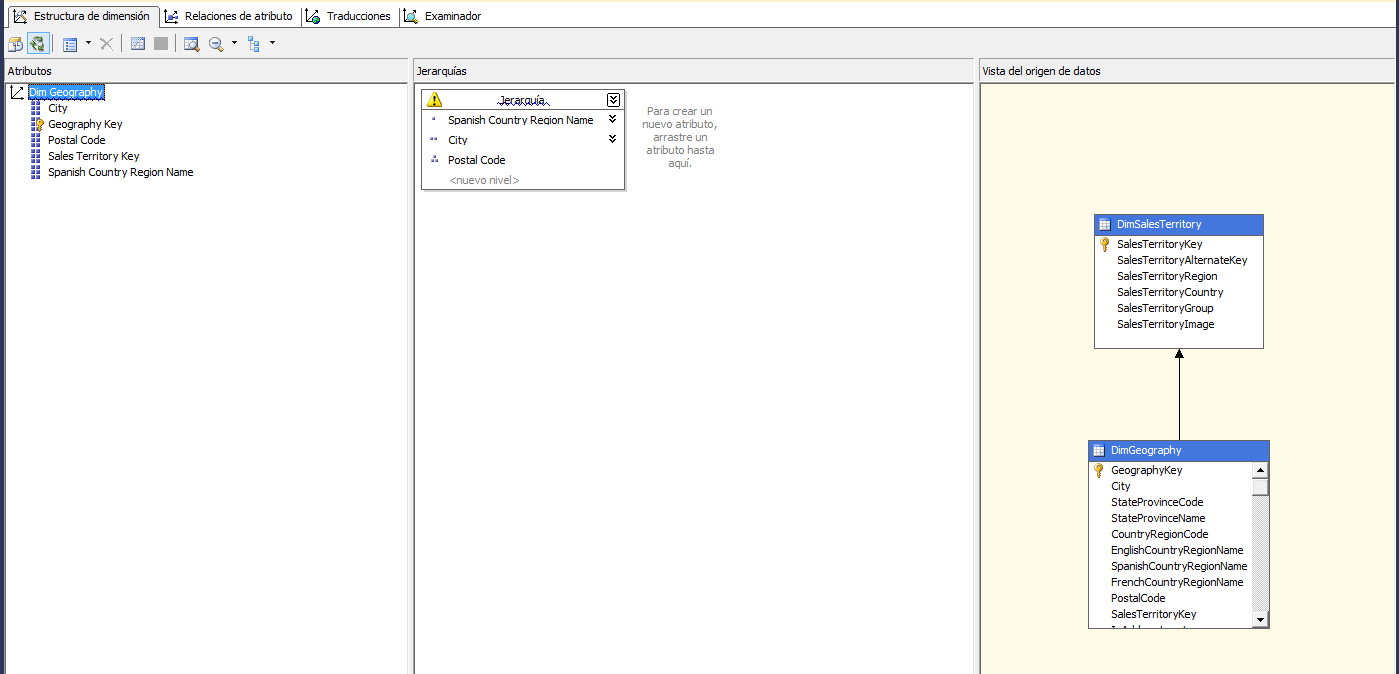 Estructura de dimensión
Relaciones de atributo
Traducciones
Examinador
Atributos
Dim Geography
City
Geography Key
Postal Code
Sales Territory Key
Spanish Country Region Name
Jerarquías
Jerarquía
Spanish Country Region Name
City
Postal Code
<nuevo nivel>
Para crear un
nuevo atributo,
arrastre un
atributo hasta
aquí.
Vista del origen de datos
DimSalesTerritory
SalesTerritoryKey
SalesTerritoryAlternateKey
SalesTerritoryRegion
SalesTerritoryCountry
SalesTerritoryGroup
SalesTerritoryImage
DimGeography
GeographyKey
City
StateProvinceCode
StateProvinceName
CountryRegionCode
EnglishCountryRegionName
SpanishCountryRegionName
FrenchCountryRegionName
PostalCode
SalesTerritoryKey